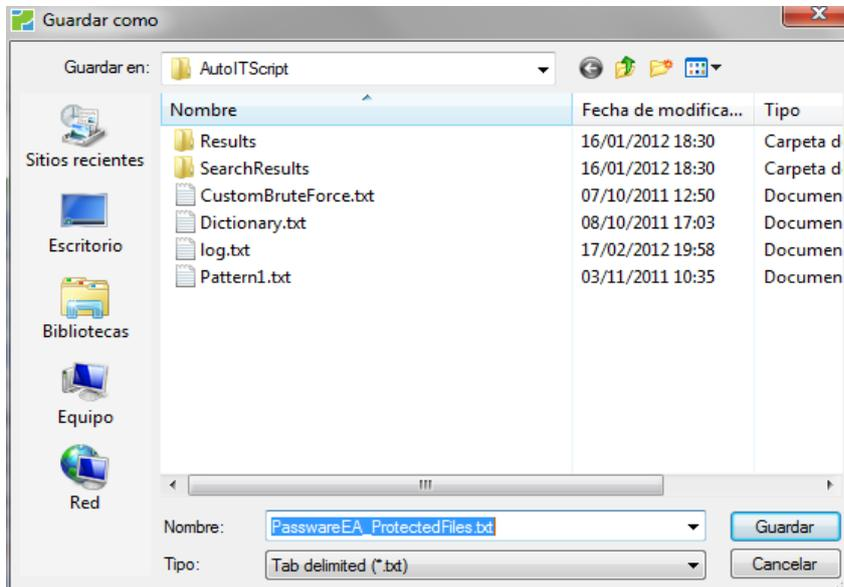 Guardar como
Guardar en: AutoITScript
Nombre Fecha de modifica... Tipo
Results 16/01/2012 18:30 Carpeta d
SearchResults 16/01/2012 18:30 Carpeta d
CustomBruteForce.txt 07/10/2011 12:50 Documen
Dictionary.txt 08/10/2011 17:03 Documen
log.txt 17/02/2012 19:58 Documen
Pattern1.txt 03/11/2011 10:35 Documen
Sitios recientes
Escritorio
Bibliotecas
Equipo
Red
Nombre: PasswareEA_ProtectedFiles.txt Guardar
Tipo: Tab delimited (*.txt) Cancelar